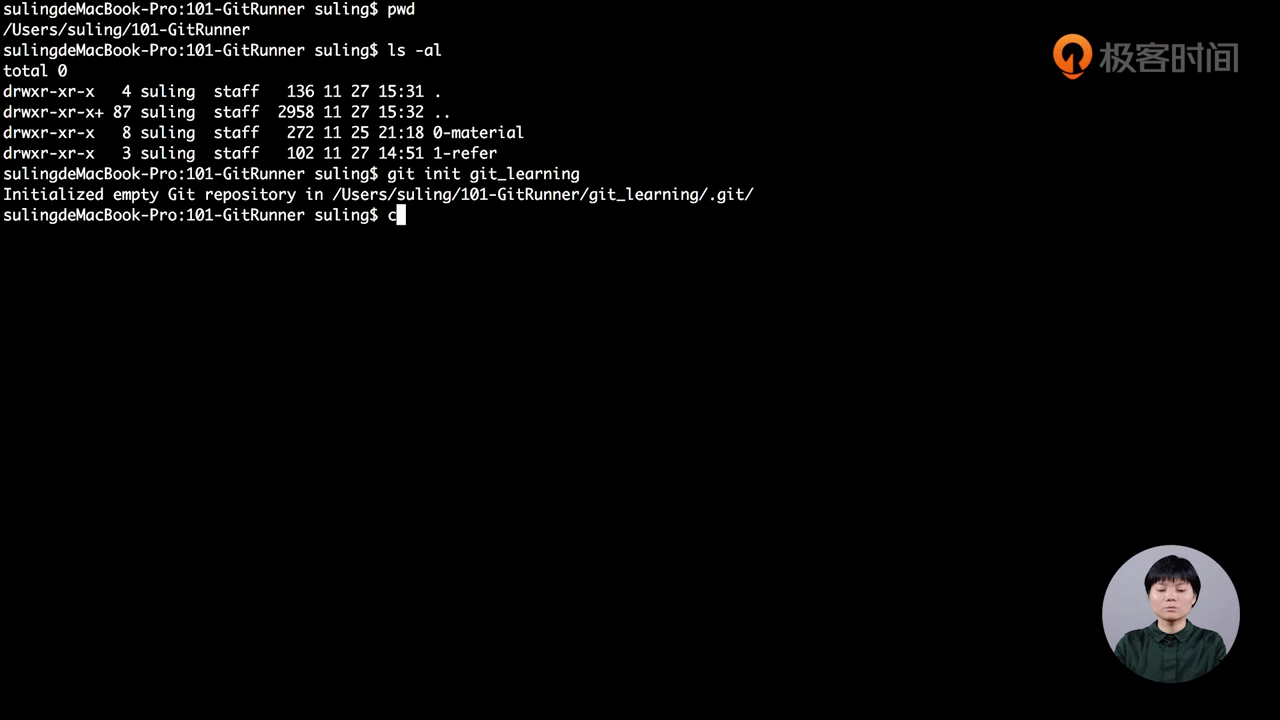 sulingdeMacBook-Pro:101-GitRunner suling$ pwd
/Users/suling/101-GitRunner
sulingdeMacBook-Pro:101-GitRunner suling$ ls -al
total 0
drwxr-xr-x   4 suling  staff   136 11 27 15:31 .
drwxr-xr-x+ 87 suling  staff  2958 11 27 15:32 ..
drwxr-xr-x   8 suling  staff   272 11 25 21:18 0-material
drwxr-xr-x   3 suling  staff   102 11 27 14:51 1-refer
sulingdeMacBook-Pro:101-GitRunner suling$ git init git_learning
Initialized empty Git repository in /Users/suling/101-GitRunner/git_learning/.git/
sulingdeMacBook-Pro:101-GitRunner suling$ c
极客时间